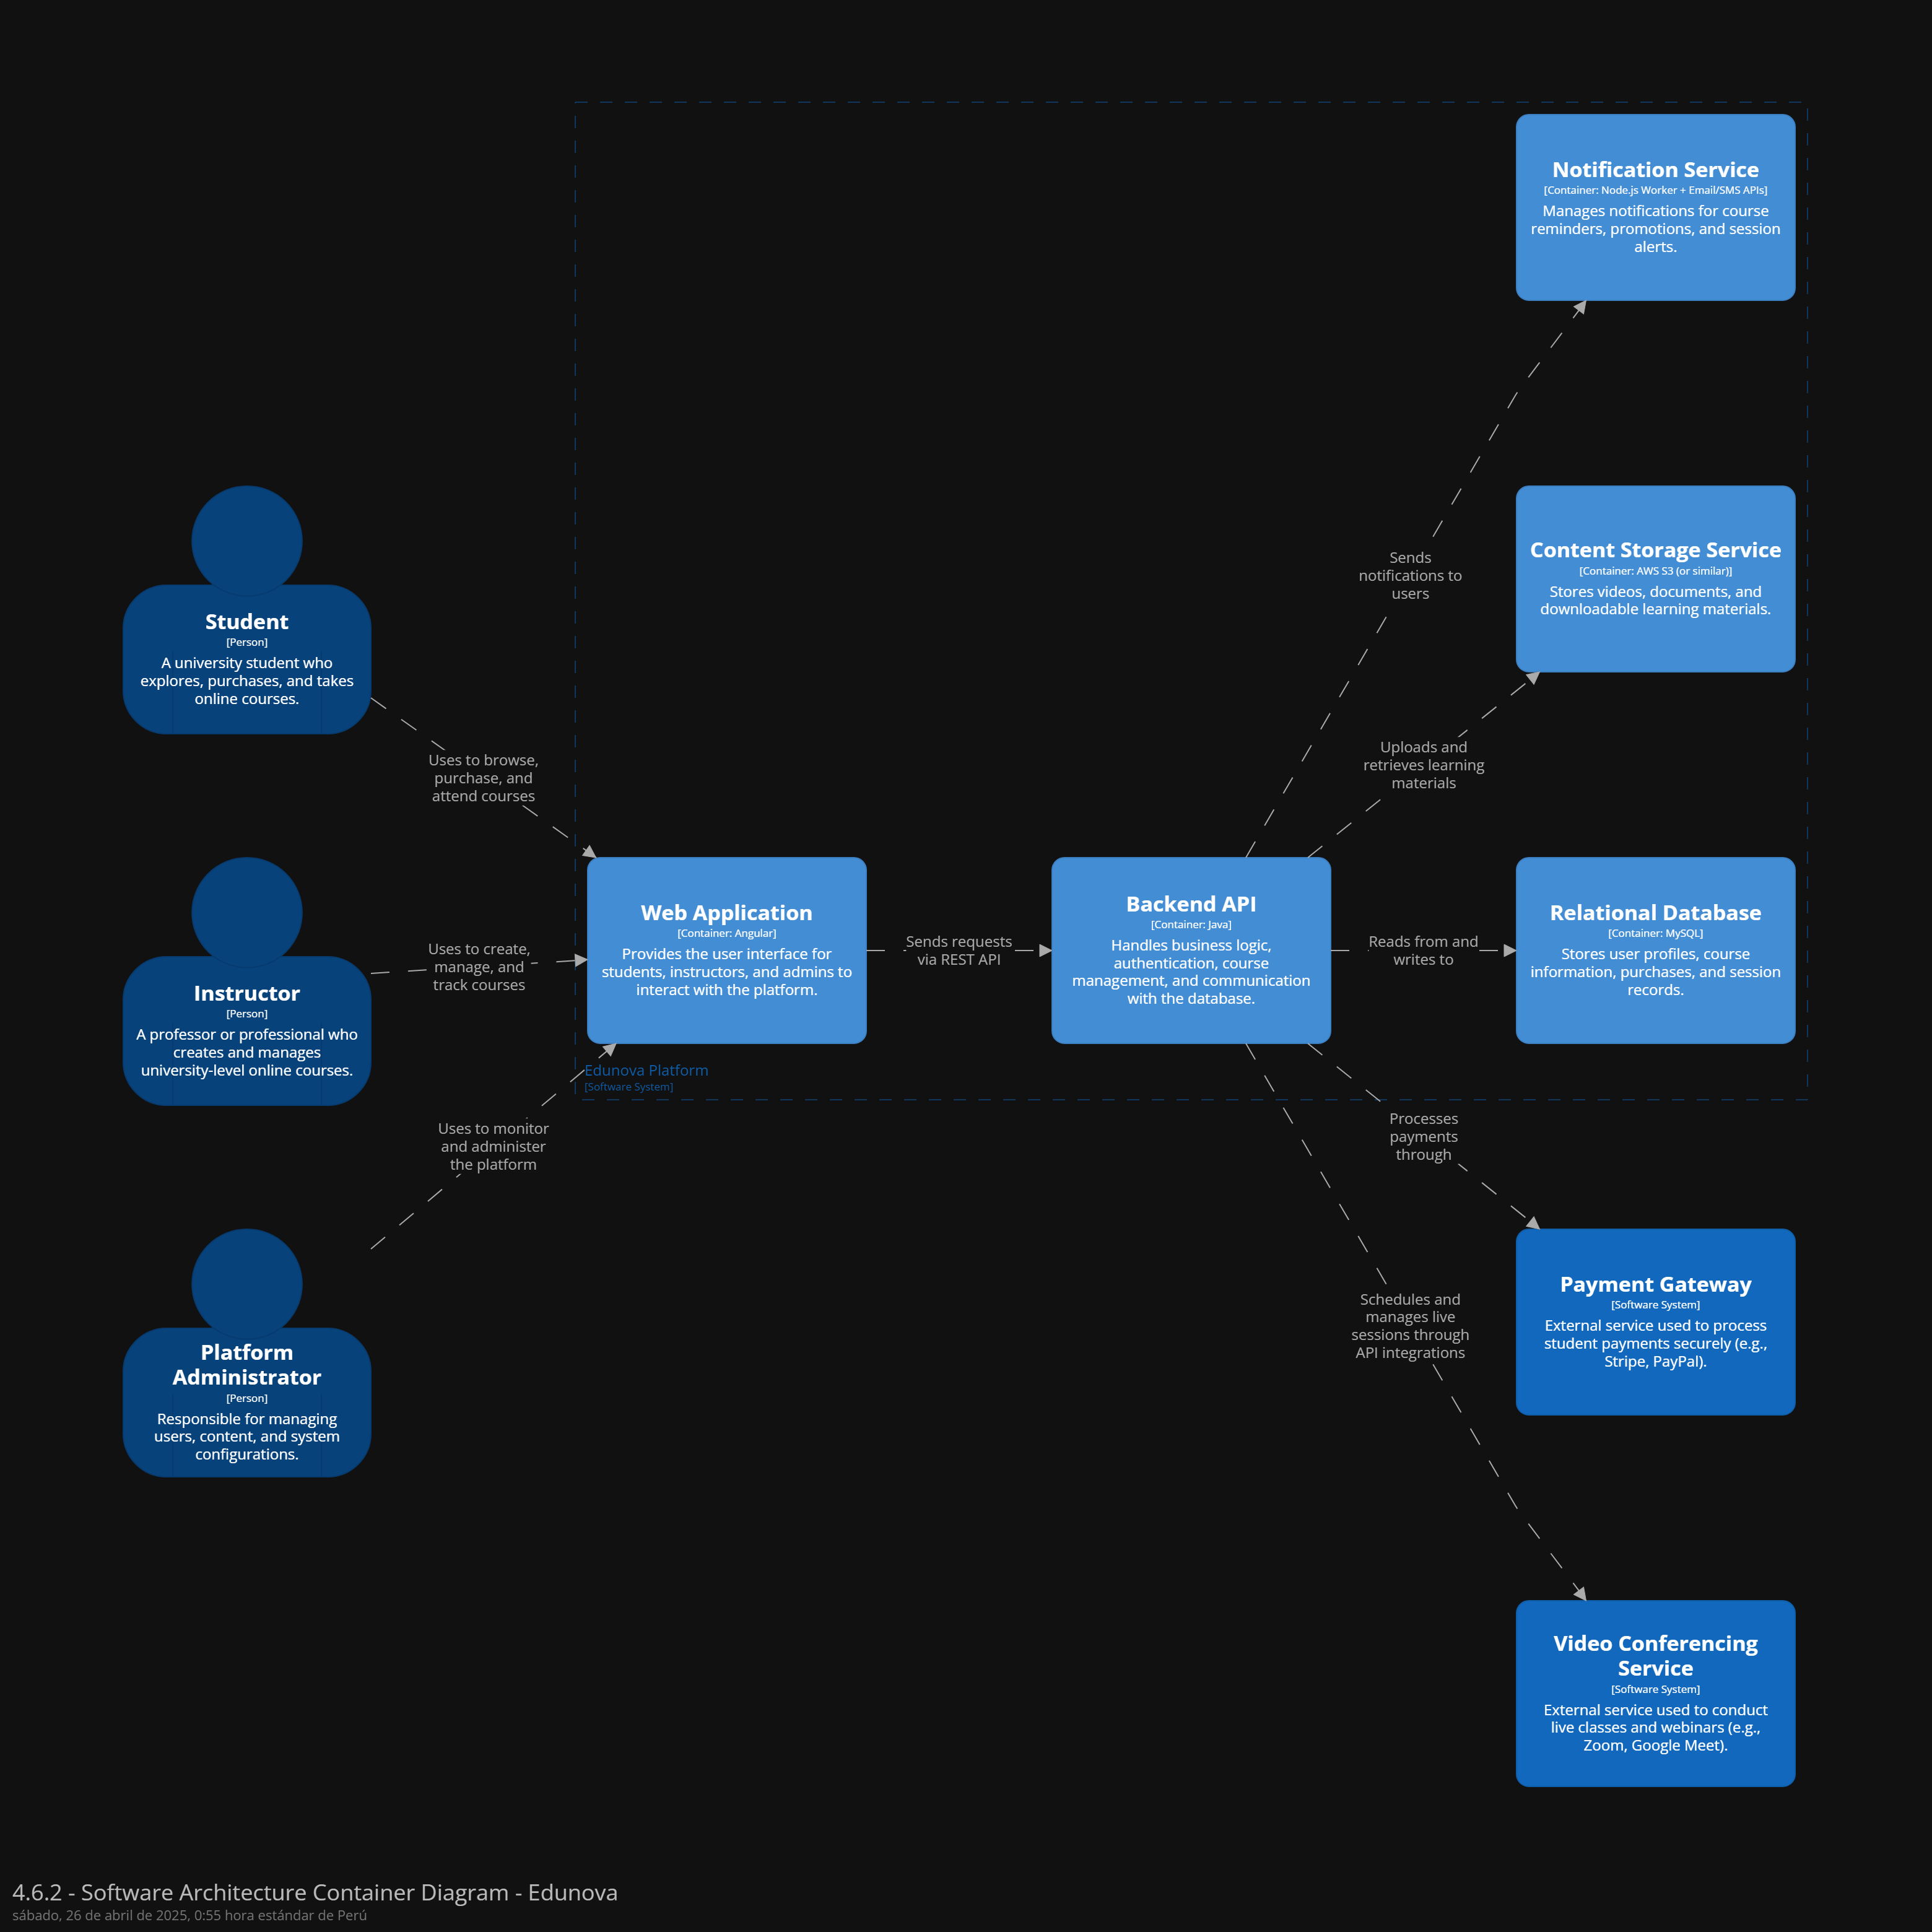 Notification Service
[Container: Node.js Worker + Email/SMS APIs]
Manages notifications for course
reminders, promotions, and session
alerts.
Sends
notifications to
users
Content Storage Service
[Container: AWS S3 (or similar)]
Stores videos, documents, and
downloadable learning materials.
Student
[Person]
A university student who
explores, purchases, and takes
online courses.
Uses to browse,
purchase, and
attend courses
Uploads and
retrieves learning
materials
Instructor
[Person]
A professor or professional who
creates and manages
university-level online courses.
Uses to create,
manage, and
track courses
Web Application
[Container: Angular]
Provides the user interface for
students, instructors, and admins to
interact with the platform.
Sends requests
via REST API
Backend API
[Container: Java]
Handles business logic,
authentication, course
management, and communication
with the database.
Reads from and
writes to
Relational Database
[Container: MySQL]
Stores user profiles, course
information, purchases, and session
records.
Edunova Platform
[Software System]
Uses to monitor
and administer
the platform
Processes
payments
through
Platform
Administrator
[Person]
Responsible for managing
users, content, and system
configurations.
Schedules and
manages live
sessions through
API integrations
Payment Gateway
[Software System]
External service used to process
student payments securely (e.g.,
Stripe, PayPal).
Video Conferencing
Service
[Software System]
External service used to conduct
live classes and webinars (e.g.,
Zoom, Google Meet).
4.6.2 - Software Architecture Container Diagram - Edunova
sábado, 26 de abril de 2025, 0:55 hora estándar de Perú